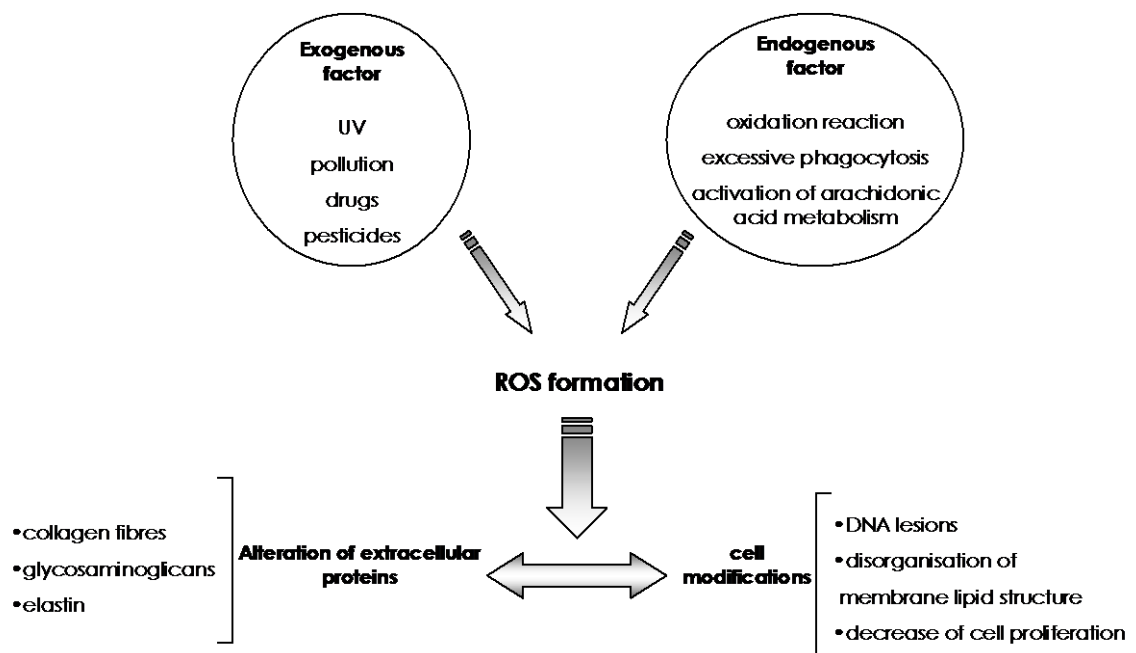 Exogenous
factor
UV
pollution
drugs
pesticides
Endogenous
factor
oxidation reaction
excessive phagocytosis
activation of arachidonic
acid metabolism
ROS formation
•collagen fibres
•glycosaminoglicans
•elastin
Alteration of extracellular
proteins
cell
modifications
•DNA lesions
•disorganisation of
membrane lipid structure
•decrease of cell proliferation